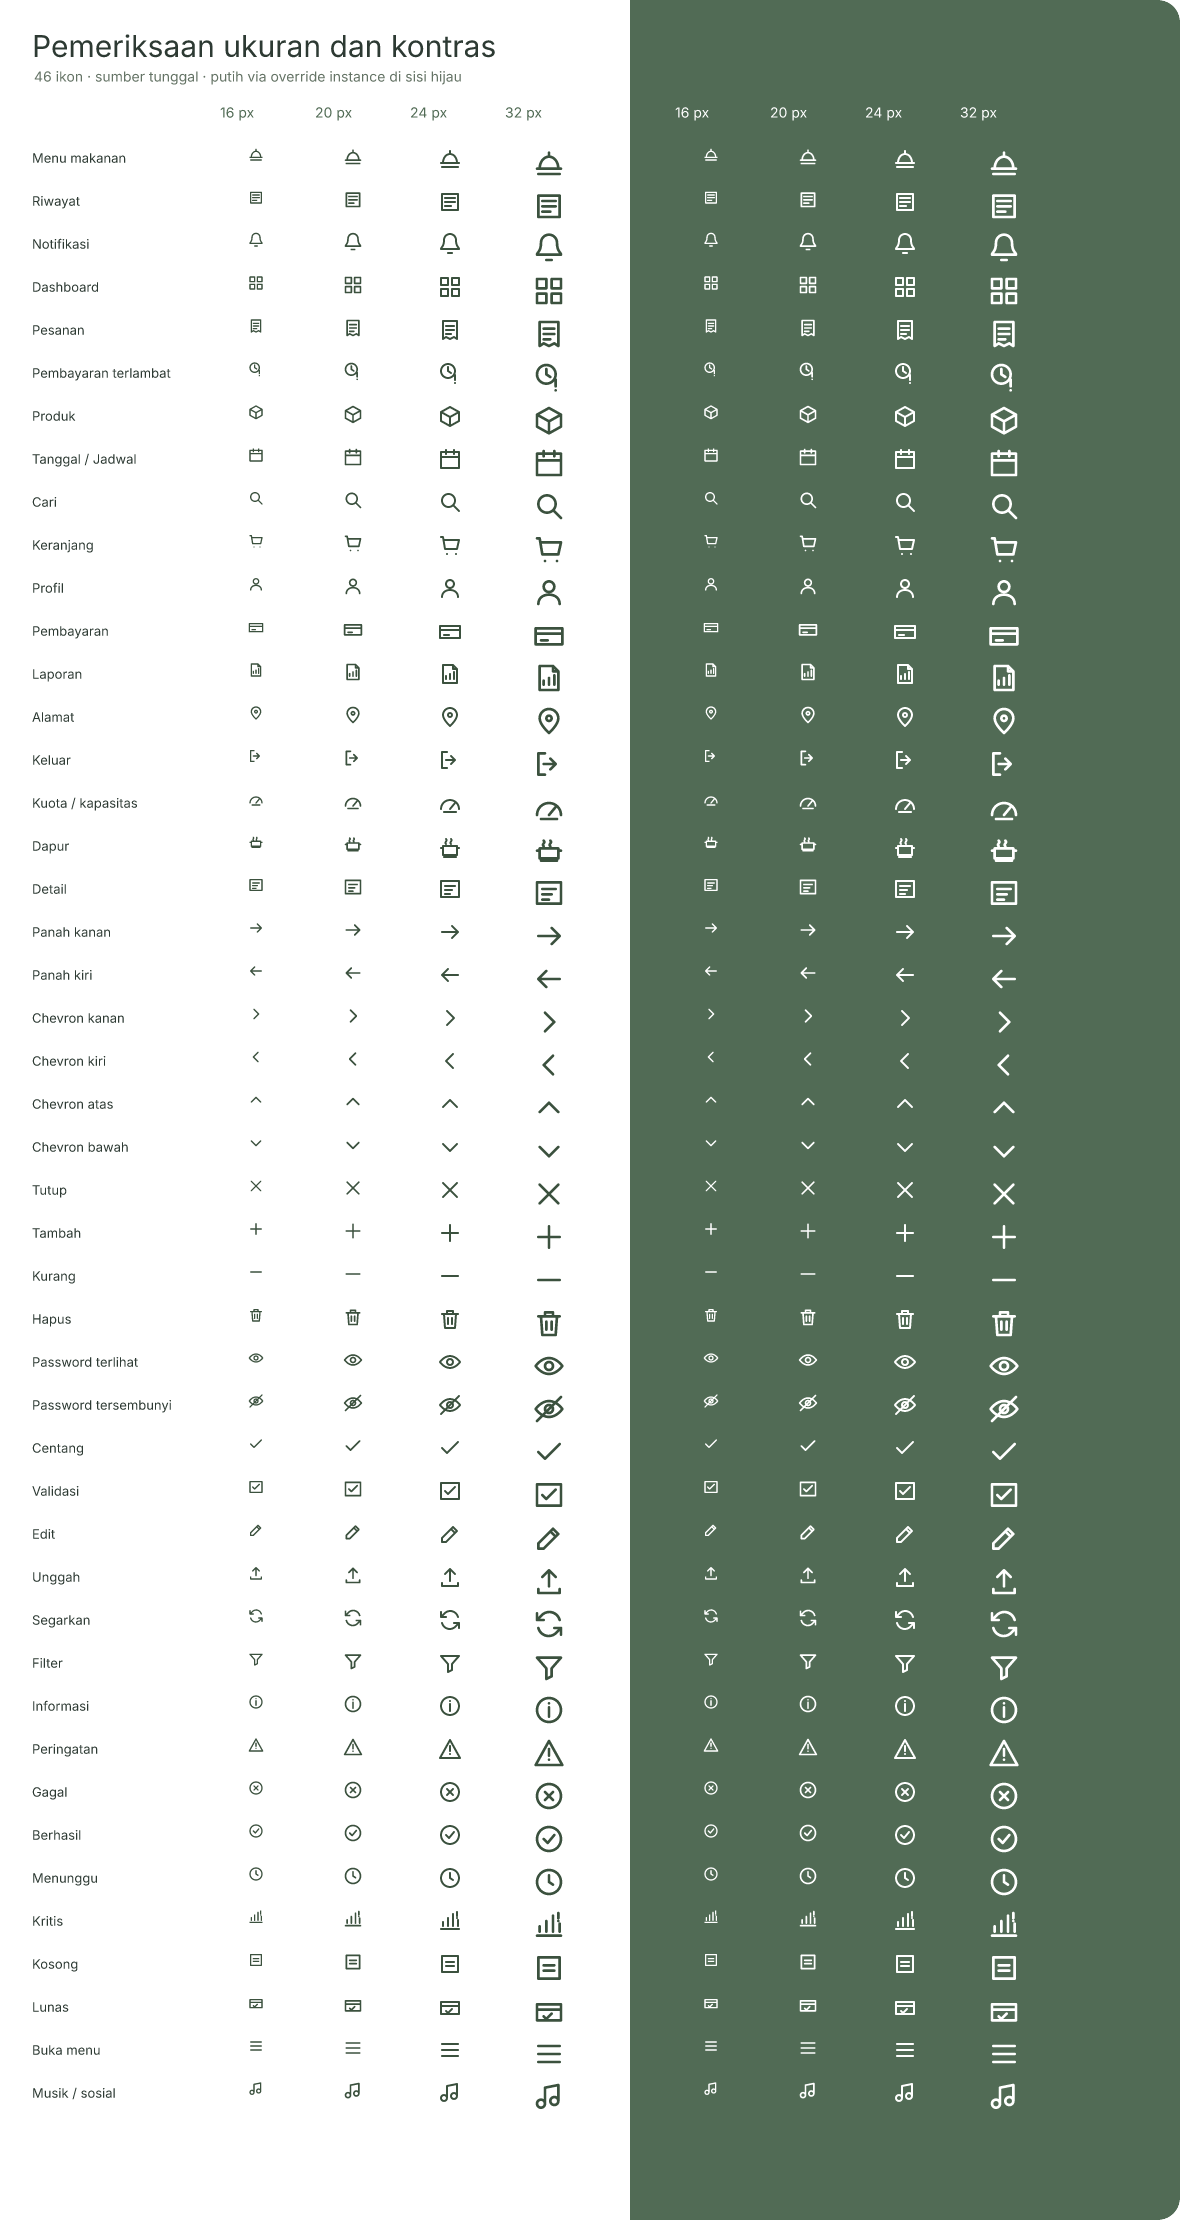 Pemeriksaan ukuran dan kontras
46 ikon · sumber tunggal · putih via override instance di sisi hijau
16 px 20 px 24 px 32 px 16 px 20 px 24 px 32 px
Menu makanan
Riwayat
Notifikasi
Dashboard
Pesanan
Pembayaran terlambat
Produk
Tanggal / Jadwal
Cari
Keranjang
Profil
Pembayaran
Laporan
Alamat
Keluar
Kuota / kapasitas
Dapur
Detail
Panah kanan
Panah kiri
Chevron kanan
Chevron kiri
Chevron atas
Chevron bawah
Tutup
Tambah
Kurang
Hapus
Password terlihat
Password tersembunyi
Centang
Validasi
Edit
Unggah
Segarkan
Filter
Informasi
Peringatan
Gagal
Berhasil
Menunggu
Kritis
Kosong
Lunas
Buka menu
Musik / sosial